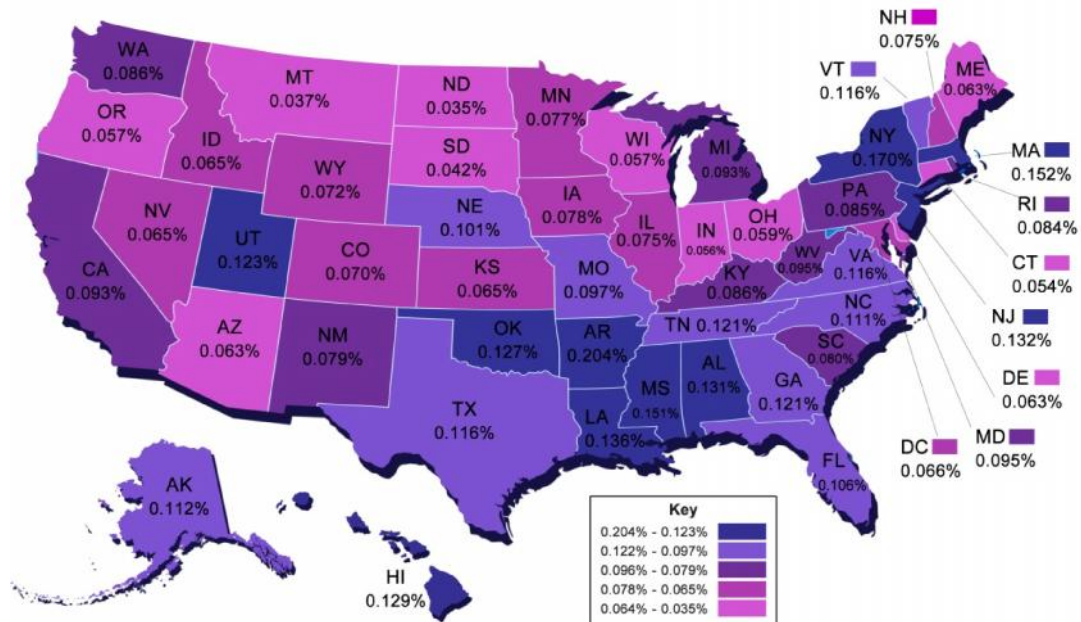 WA
0.086%
OR
0.057%
CA
0.093%
NV
0.065%
ID
0.065%
MT
0.037%
WY
0.072%
UT
0.123%
AZ
0.063%
CO
0.070%
NM
0.079%
ND
0.035%
SD
0.042%
NE
0.101%
KS
0.065%
OK
0.127%
TX
0.116%
MN
0.077%
IA
0.078%
MO
0.097%
AR
0.204%
LA
0.136%
WI
0.057%
IL
0.075%
MI
0.093%
IN
0.056%
OH
0.059%
KY
0.086%
TN 0.121%
MS
0.151%
AL
0.131%
GA
0.121%
FL
0.106%
SC
0.080%
NC
0.111%
VA
0.116%
WV
0.095%
PA
0.085%
NY
0.170%
VT
0.116%
NH
0.075%
ME
0.063%
MA
0.152%
RI
0.084%
CT
0.054%
NJ
0.132%
DE
0.063%
MD
0.095%
DC
0.066%
AK
0.112%
HI
0.129%
Key
0.204% - 0.123%
0.122% - 0.097%
0.096% - 0.079%
0.078% - 0.065%
0.064% - 0.035%